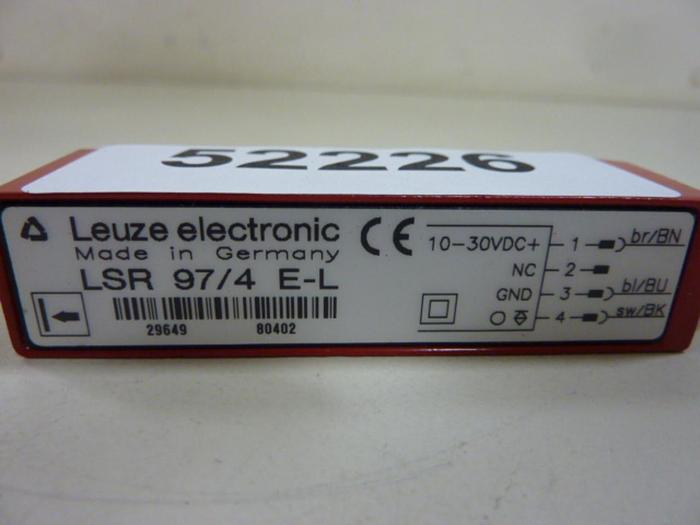 52226
Leuze electronic
Made in Germany
LSR 97/4 E-L
29649 80402
CE
10-30VDC+ 1 br/BN
NC 2
GND 3 bl/BU
4 sw/BK